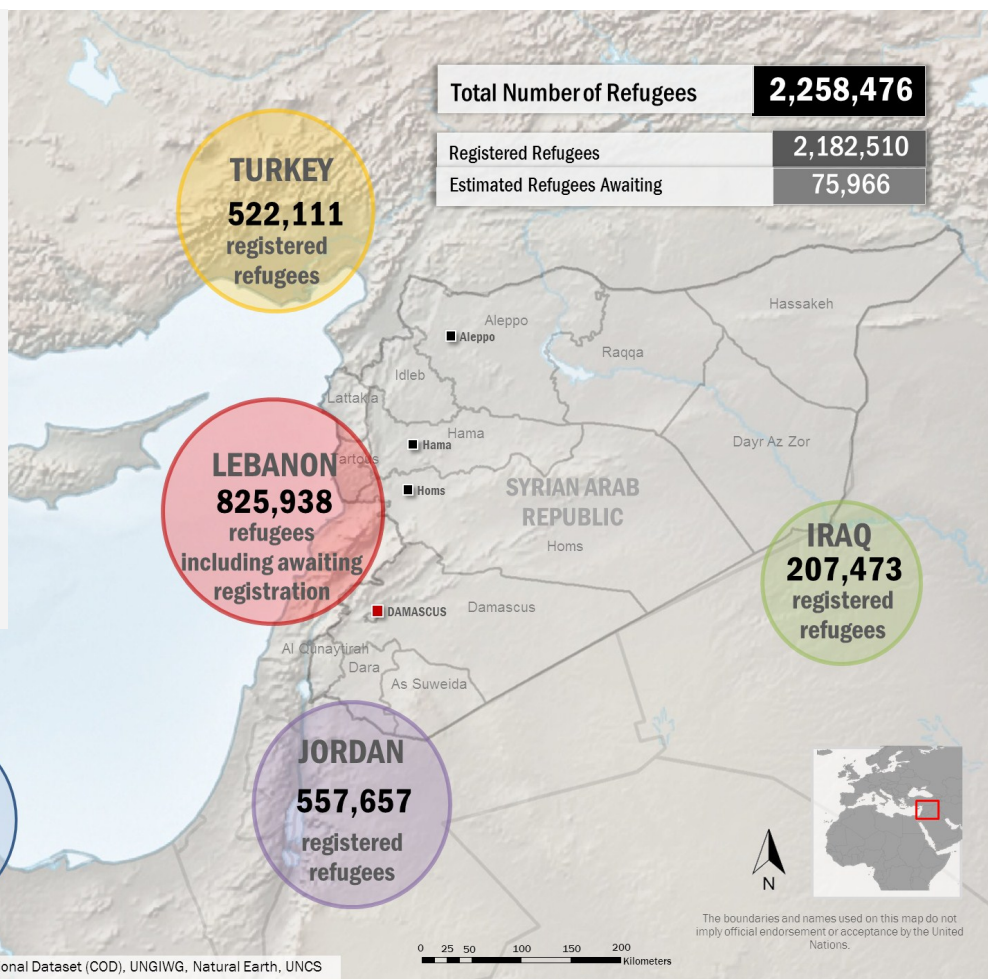 Total Number of Refugees 2,258,476
Registered Refugees 2,182,510
Estimated Refugees Awaiting 75,966
TURKEY
522,111
registered
refugees
Hassakeh
Aleppo
Aleppo
Raqqa
Idleb
Lattakia
Hama
Hama
Dayr Az Zor
Tartous
LEBANON
825,938
refugees
including awaiting
registration
Homs
SYRIAN ARAB
REPUBLIC
Homs
IRAQ
207,473
registered
refugees
DAMASCUS
Damascus
Al Qunaytirah
Dara
As Suweida
JORDAN
557,657
registered
refugees
N
The boundaries and names used on this map do not
imply official endorsement or acceptance by the United
Nations.
0 25 50 100 150 200
Kilometers
onal Dataset (COD), UNGIWG, Natural Earth, UNCS